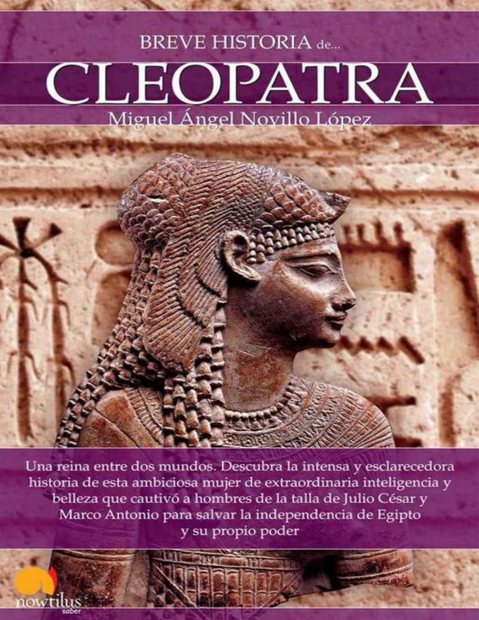 BREVE HISTORIA de...
CLEOPATRA
Miguel Ángel Novillo López
Una reina entre dos mundos. Descubra la intensa y esclarecedora
historia de esta ambiciosa mujer de extraordinaria inteligencia y
belleza que cautivó a hombres de la talla de Julio César y
Marco Antonio para salvar la independencia de Egipto
y su propio poder
nowtilus
saber